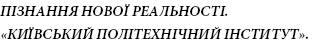 ПІЗНАННЯ НОВОЇ РЕАЛЬНОСТІ.
«КИЇВСЬКИЙ ПОЛІТЕХНІЧНИЙ ІНСТИТУТ».